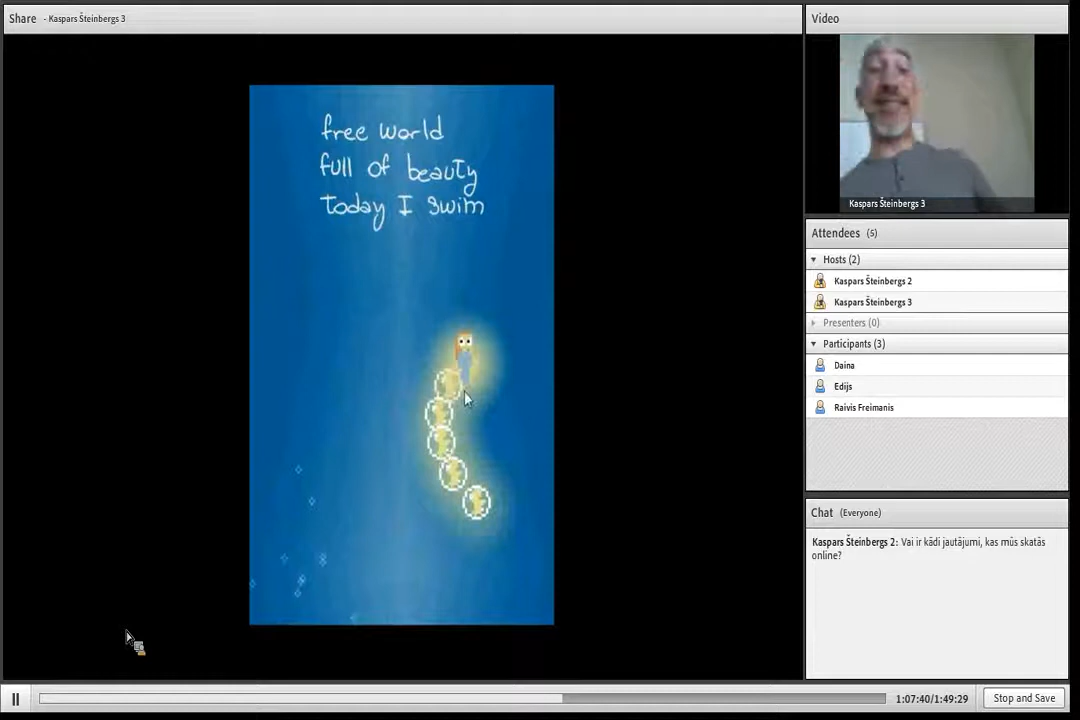 Share - Kaspars Šteinbergs 3
Video
free world
full of beauty
today I swim
Kaspars Šteinbergs 3
Attendees (5)
Hosts (2)
Kaspars Šteinbergs 2
Kaspars Šteinbergs 3
Presenters (0)
Participants (3)
Daina
Edijs
Raivis Freimanis
Chat (Everyone)
Kaspars Šteinbergs 2: Vai ir kādi jautājumi, kas mūs skatās
online?
1:07:40/1:49:29
Stop and Save